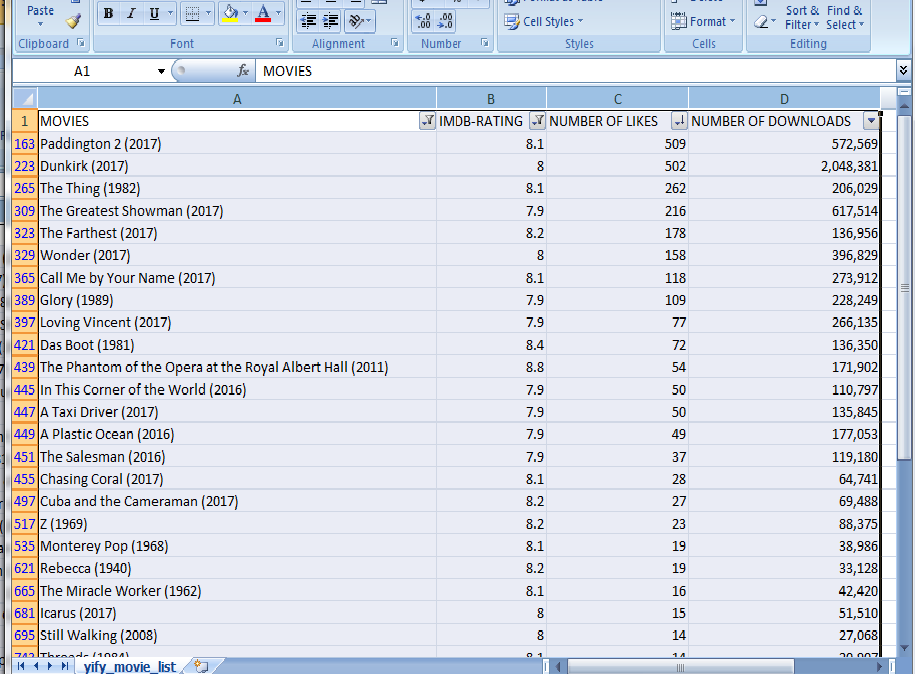 Paste
B I U
A
Sort & Find &
Cell Styles
Format
Filter Select
Clipboard Font Alignment Number Styles Cells Editing
A1 fx MOVIES
A B C D
1 MOVIES IMDB-RATING NUMBER OF LIKES NUMBER OF DOWNLOADS
163 Paddington 2 (2017) 8.1 509 572,569
223 Dunkirk (2017) 8 502 2,048,381
265 The Thing (1982) 8.1 262 206,029
309 The Greatest Showman (2017) 7.9 216 617,514
323 The Farthest (2017) 8.2 178 136,956
329 Wonder (2017) 8 158 396,829
365 Call Me by Your Name (2017) 8.1 118 273,912
389 Glory (1989) 7.9 109 228,249
397 Loving Vincent (2017) 7.9 77 266,135
421 Das Boot (1981) 8.4 72 136,350
439 The Phantom of the Opera at the Royal Albert Hall (2011) 8.8 54 171,902
445 In This Corner of the World (2016) 7.9 50 110,797
447 A Taxi Driver (2017) 7.9 50 135,845
449 A Plastic Ocean (2016) 7.9 49 177,053
451 The Salesman (2016) 7.9 37 119,180
455 Chasing Coral (2017) 8.1 28 64,741
497 Cuba and the Cameraman (2017) 8.2 27 69,488
517 Z (1969) 8.2 23 88,375
535 Monterey Pop (1968) 8.1 19 38,986
621 Rebecca (1940) 8.2 19 33,128
665 The Miracle Worker (1962) 8.1 16 42,420
681 Icarus (2017) 8 15 51,510
695 Still Walking (2008) 8 14 27,068
Threads (1984) 8.1 14
yify_movie_list